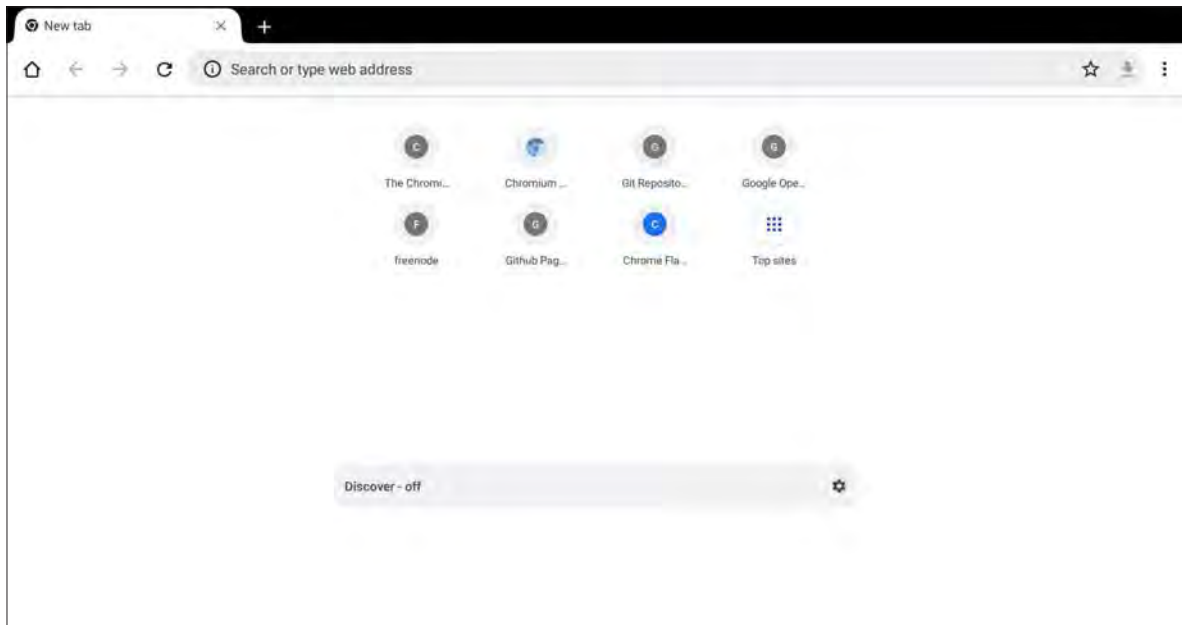 New tab
Search or type web address
C
G
G
The Chromi...
Chromium ...
Git Reposito...
Google Ope...
F
G
C
freenode
Github Pag...
Chrome Fla...
Top sites
Discover - off